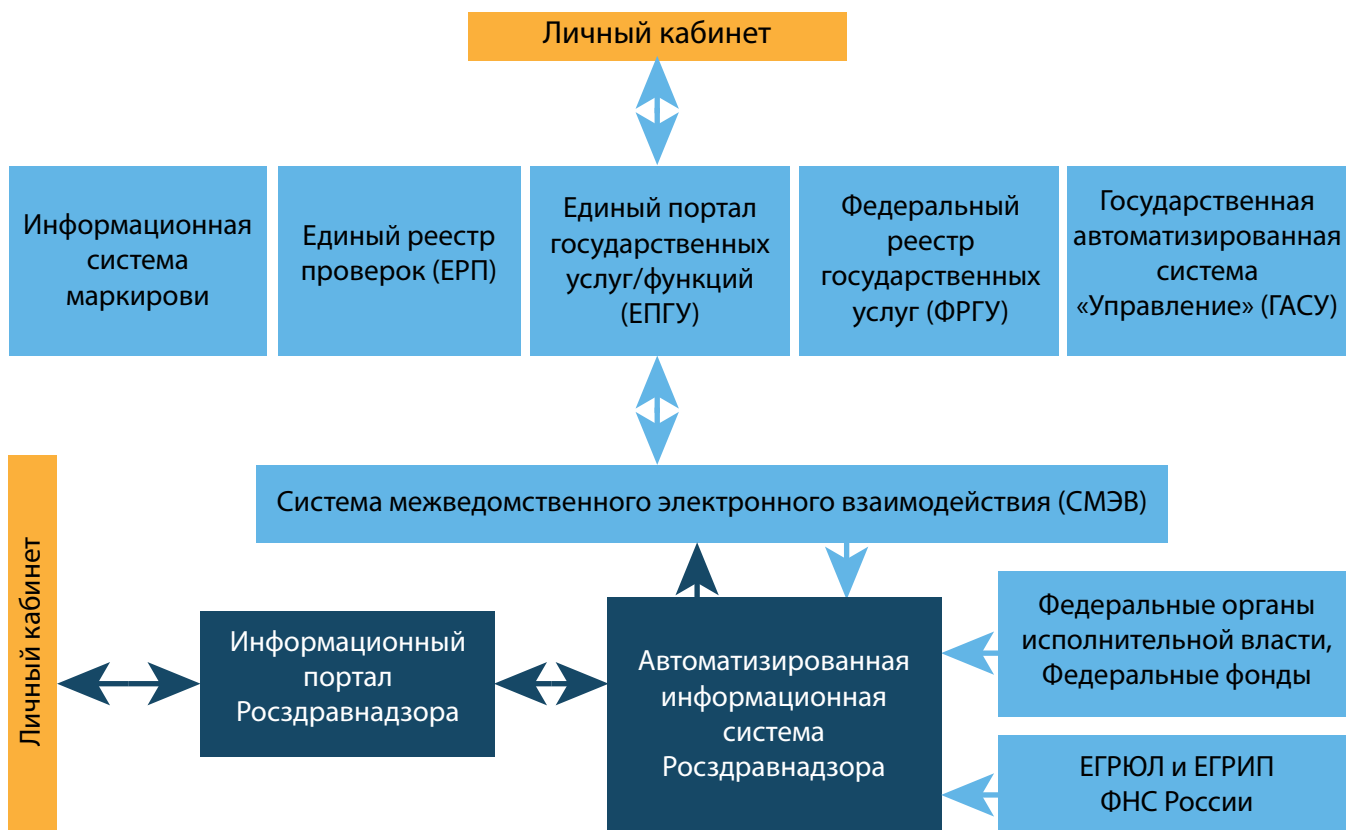 Личный кабинет
Информационная
система
маркирови
Единый реестр
проверок (ЕРП)
Единый портал
государственных
услуг/функций
(ЕПГУ)
Федеральный
реестр
государственных
услуг (ФРГУ)
Государственная
автоматизированная
система
«Управление» (ГАСУ)
Система межведомственного электронного взаимодействия (СМЭВ)
Личный кабинет
Информационный
портал
Росздравнадзора
Автоматизированная
информационная
система
Росздравнадзора
Федеральные органы
исполнительной власти,
Федеральные фонды
ЕГРЮЛ и ЕГРИП
ФНС России